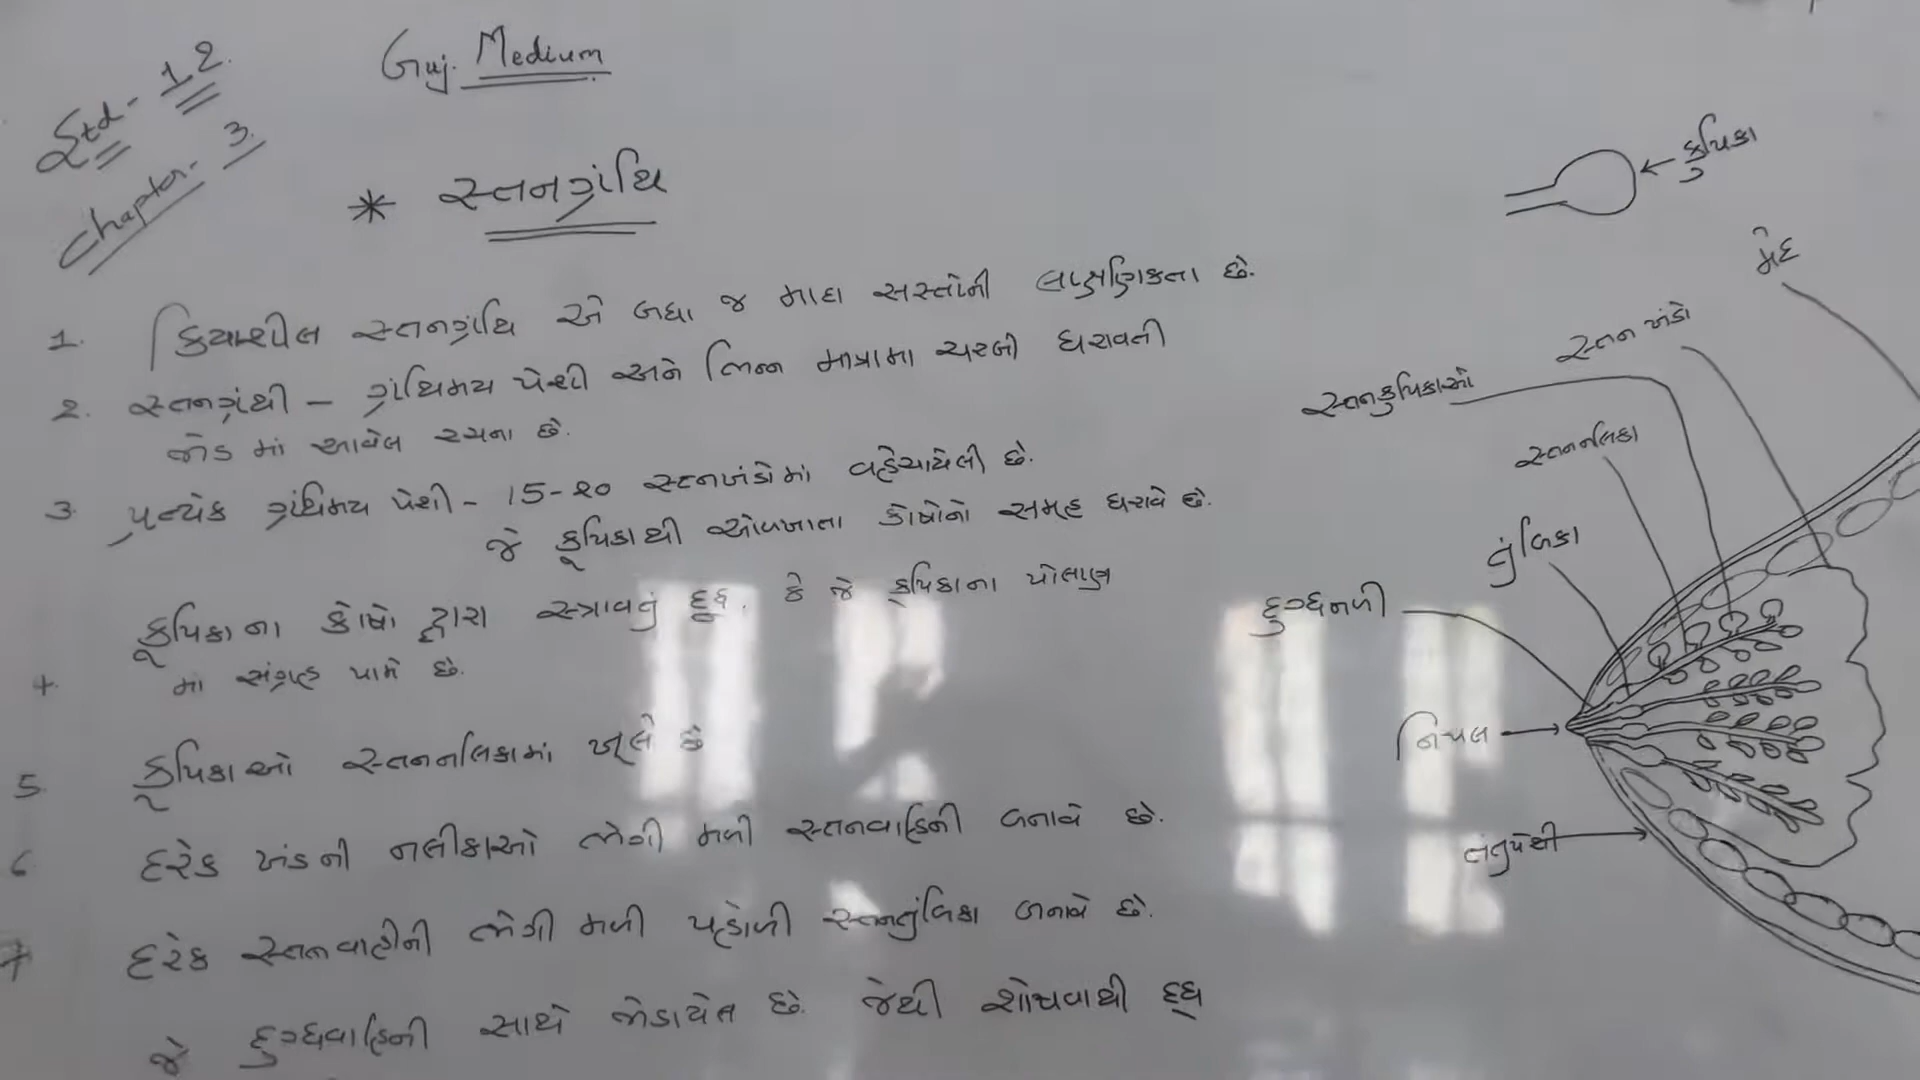 Std - 12
Chapter - 3.
Guj. Medium
* સ્તનગ્રંથિ
1. ક્રિયાશીલ સ્તનગ્રંથિ એ બધા જ માદા સસ્તોની લાક્ષણિકતા છે.
2. સ્તનગ્રંથી - ગ્રંથિમય પેશી અને ભિન્ન માત્રામા ચરબી ધરાવતી
જોડ માં આવેલ રચના છે.
3 પ્રત્યેક ગ્રંથિમય પેશી - 15-20 સ્તનખંડોમાં વહેચાયેલી છે.
જે કૂપિકાથી ઓળખાતા કોષોનો સમૂહ ધરાવે છે.
કૂપિકાના કોષો દ્વારા સ્ત્રાવતું દૂધ. કે જે કૂપિકાના પોલાણ
4. માં સંગ્રહ પામે છે.
5 કૂપિકાઓ સ્તનનલિકામાં ખૂલે છે
6 દરેક ખંડની નલીકાઓ ભેગી મળી સ્તનવાહિની બનાવે છે.
7 દરેક સ્તનવાહીની ભેગી મળી પહોળી સ્તનતુંબિકા બનાવે છે.
જે દુગ્ધવાહિની સાથે જોડાયેલ છે. જેથી શોષવાથી દૂધ
કુપિકા
મેદ
સ્તન ખંડો
સ્તનકુપિકાઓ
સ્તનનલિકા
તુંબિકા
દુગ્ધનળી
નિપલ
તંતુપેશી